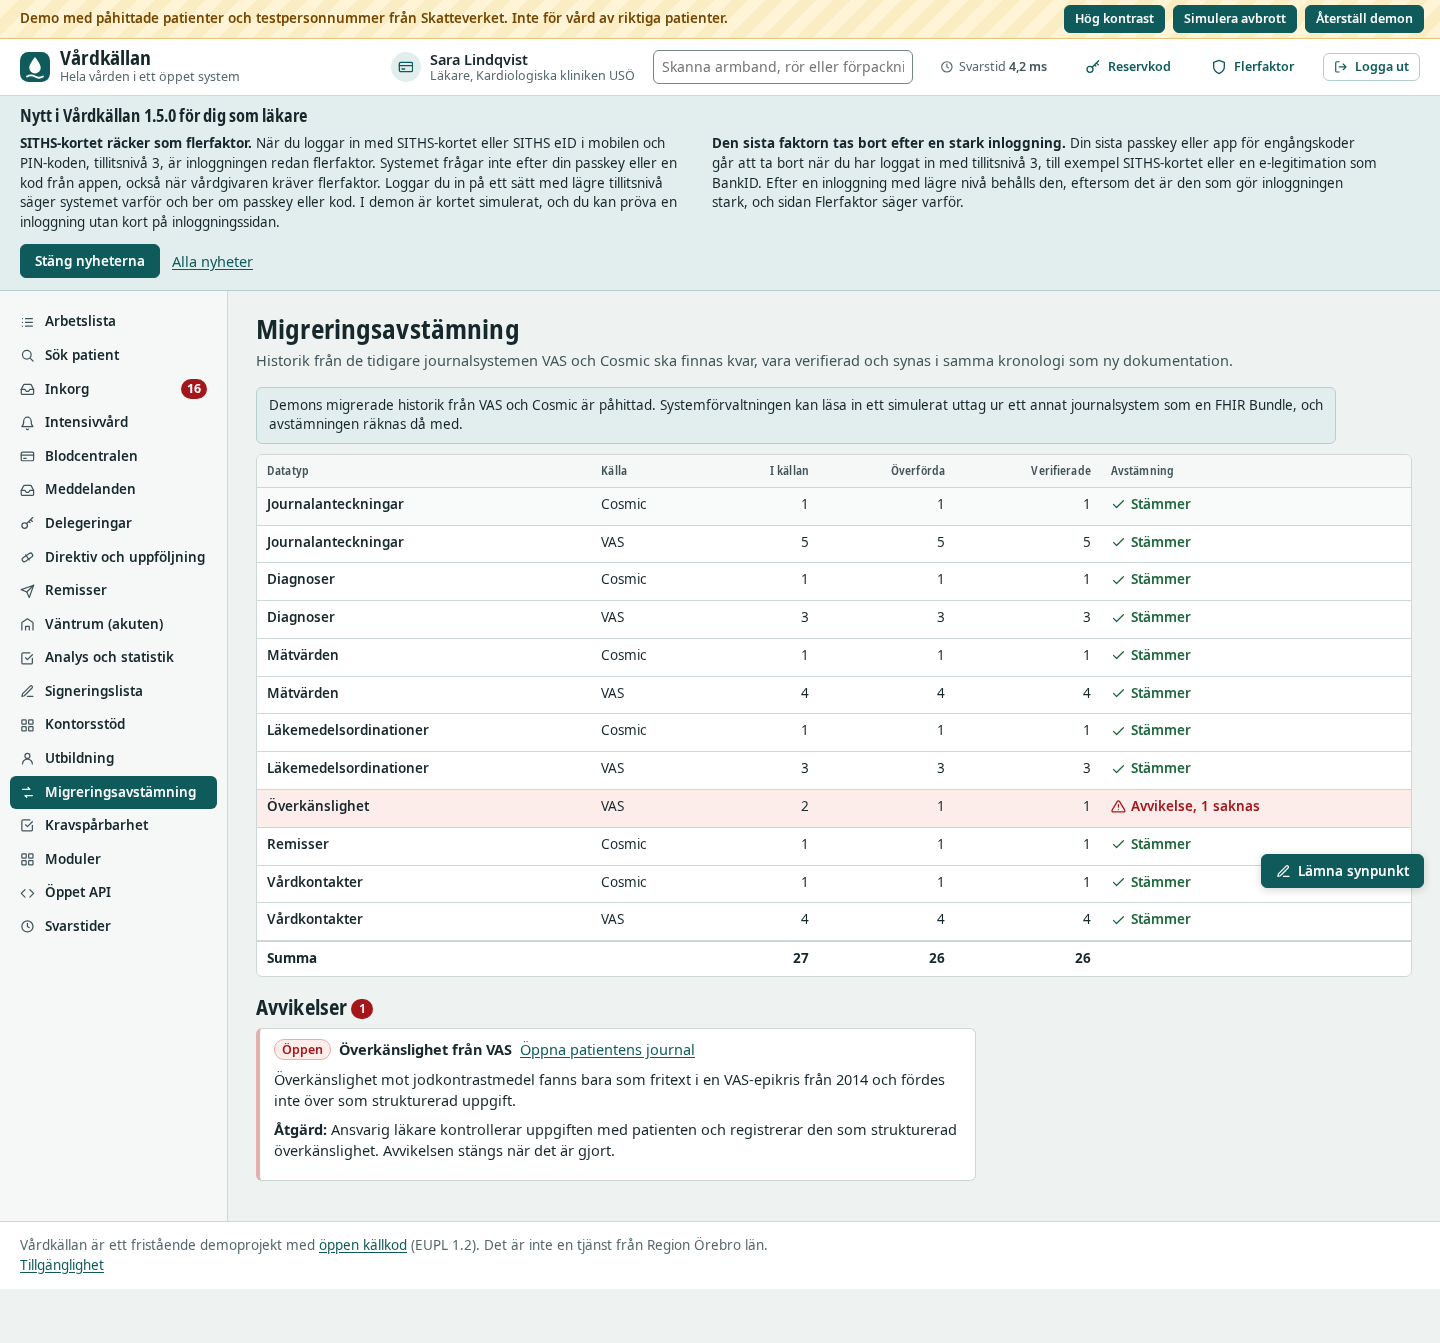 Demo med påhittade patienter och testpersonnummer från Skatteverket. Inte för vård av riktiga patienter.
Hög kontrast
Simulera avbrott
Återställ demon
Vårdkällan
Hela vården i ett öppet system
Sara Lindqvist
Läkare, Kardiologiska kliniken USÖ
Skanna armband, rör eller förpackni
Svarstid 4,2 ms
Reservkod
Flerfaktor
Logga ut
Nytt i Vårdkällan 1.5.0 för dig som läkare
SITHS-kortet räcker som flerfaktor. När du loggar in med SITHS-kortet eller SITHS eID i mobilen och
PIN-koden, tillitsnivå 3, är inloggningen redan flerfaktor. Systemet frågar inte efter din passkey eller en
kod från appen, också när vårdgivaren kräver flerfaktor. Loggar du in på ett sätt med lägre tillitsnivå
säger systemet varför och ber om passkey eller kod. I demon är kortet simulerat, och du kan pröva en
inloggning utan kort på inloggningssidan.
Den sista faktorn tas bort efter en stark inloggning. Din sista passkey eller app för engångskoder
går att ta bort när du har loggat in med tillitsnivå 3, till exempel SITHS-kortet eller en e-legitimation som
BankID. Efter en inloggning med lägre nivå behålls den, eftersom det är den som gör inloggningen
stark, och sidan Flerfaktor säger varför.
Stäng nyheterna
Alla nyheter
Arbetslista
Sök patient
Inkorg 16
Intensivvård
Blodcentralen
Meddelanden
Delegeringar
Direktiv och uppföljning
Remisser
Väntrum (akuten)
Analys och statistik
Signeringslista
Kontorsstöd
Utbildning
Migreringsavstämning
Kravspårbarhet
Moduler
Öppet API
Svarstider
Migreringsavstämning
Historik från de tidigare journalsystemen VAS och Cosmic ska finnas kvar, vara verifierad och synas i samma kronologi som ny dokumentation.
Demons migrerade historik från VAS och Cosmic är påhittad. Systemförvaltningen kan läsa in ett simulerat uttag ur ett annat journalsystem som en FHIR Bundle, och
avstämningen räknas då med.
Datatyp Källa I källan Överförda Verifierade Avstämning
Journalanteckningar Cosmic 1 1 1 Stämmer
Journalanteckningar VAS 5 5 5 Stämmer
Diagnoser Cosmic 1 1 1 Stämmer
Diagnoser VAS 3 3 3 Stämmer
Mätvärden Cosmic 1 1 1 Stämmer
Mätvärden VAS 4 4 4 Stämmer
Läkemedelsordinationer Cosmic 1 1 1 Stämmer
Läkemedelsordinationer VAS 3 3 3 Stämmer
Överkänslighet VAS 2 1 1 Avvikelse, 1 saknas
Remisser Cosmic 1 1 1 Stämmer
Vårdkontakter Cosmic 1 1 1 Stämmer
Vårdkontakter VAS 4 4 4 Stämmer
Summa 27 26 26
Lämna synpunkt
Avvikelser 1
Öppen Överkänslighet från VAS Öppna patientens journal
Överkänslighet mot jodkontrastmedel fanns bara som fritext i en VAS-epikris från 2014 och fördes
inte över som strukturerad uppgift.
Åtgärd: Ansvarig läkare kontrollerar uppgiften med patienten och registrerar den som strukturerad
överkänslighet. Avvikelsen stängs när det är gjort.
Vårdkällan är ett fristående demoprojekt med öppen källkod (EUPL 1.2). Det är inte en tjänst från Region Örebro län.
Tillgänglighet